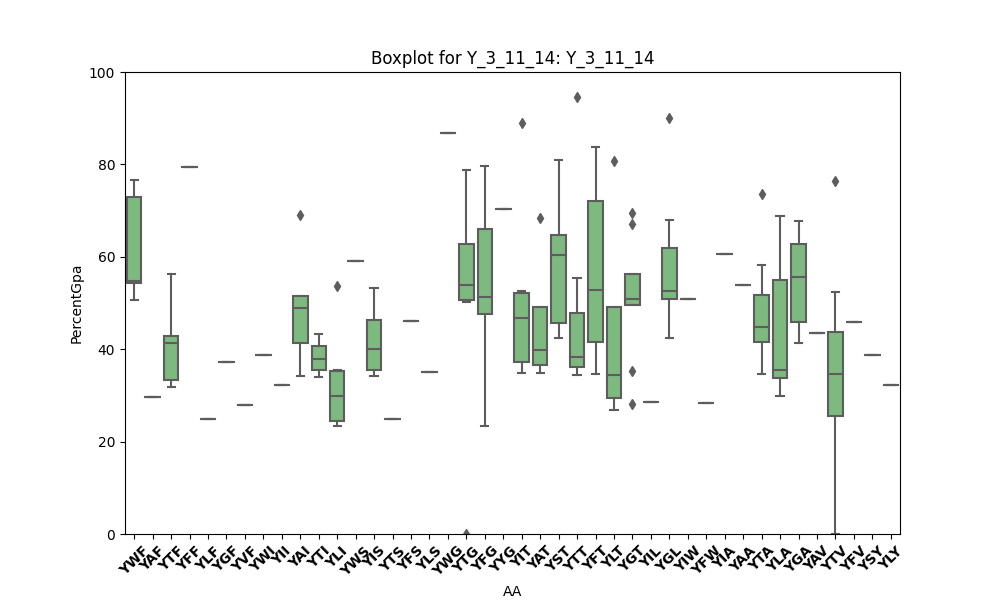 Boxplot for Y_3_11_14: Y_3_11_14
100
80
60
40
20
0
PercentGpa
YWF YAF YTF YFF YLF YGF YVF YWI YII YAI YTI YLI YWS YIS YTS YFS YLS YWG YTG YFG YYG YIT YAT YST YTT YFT YLT YGT YIL YGL YIW YFW YIA YAA YTA YLA YGA YAV YTV YFV YSY YLY
AA